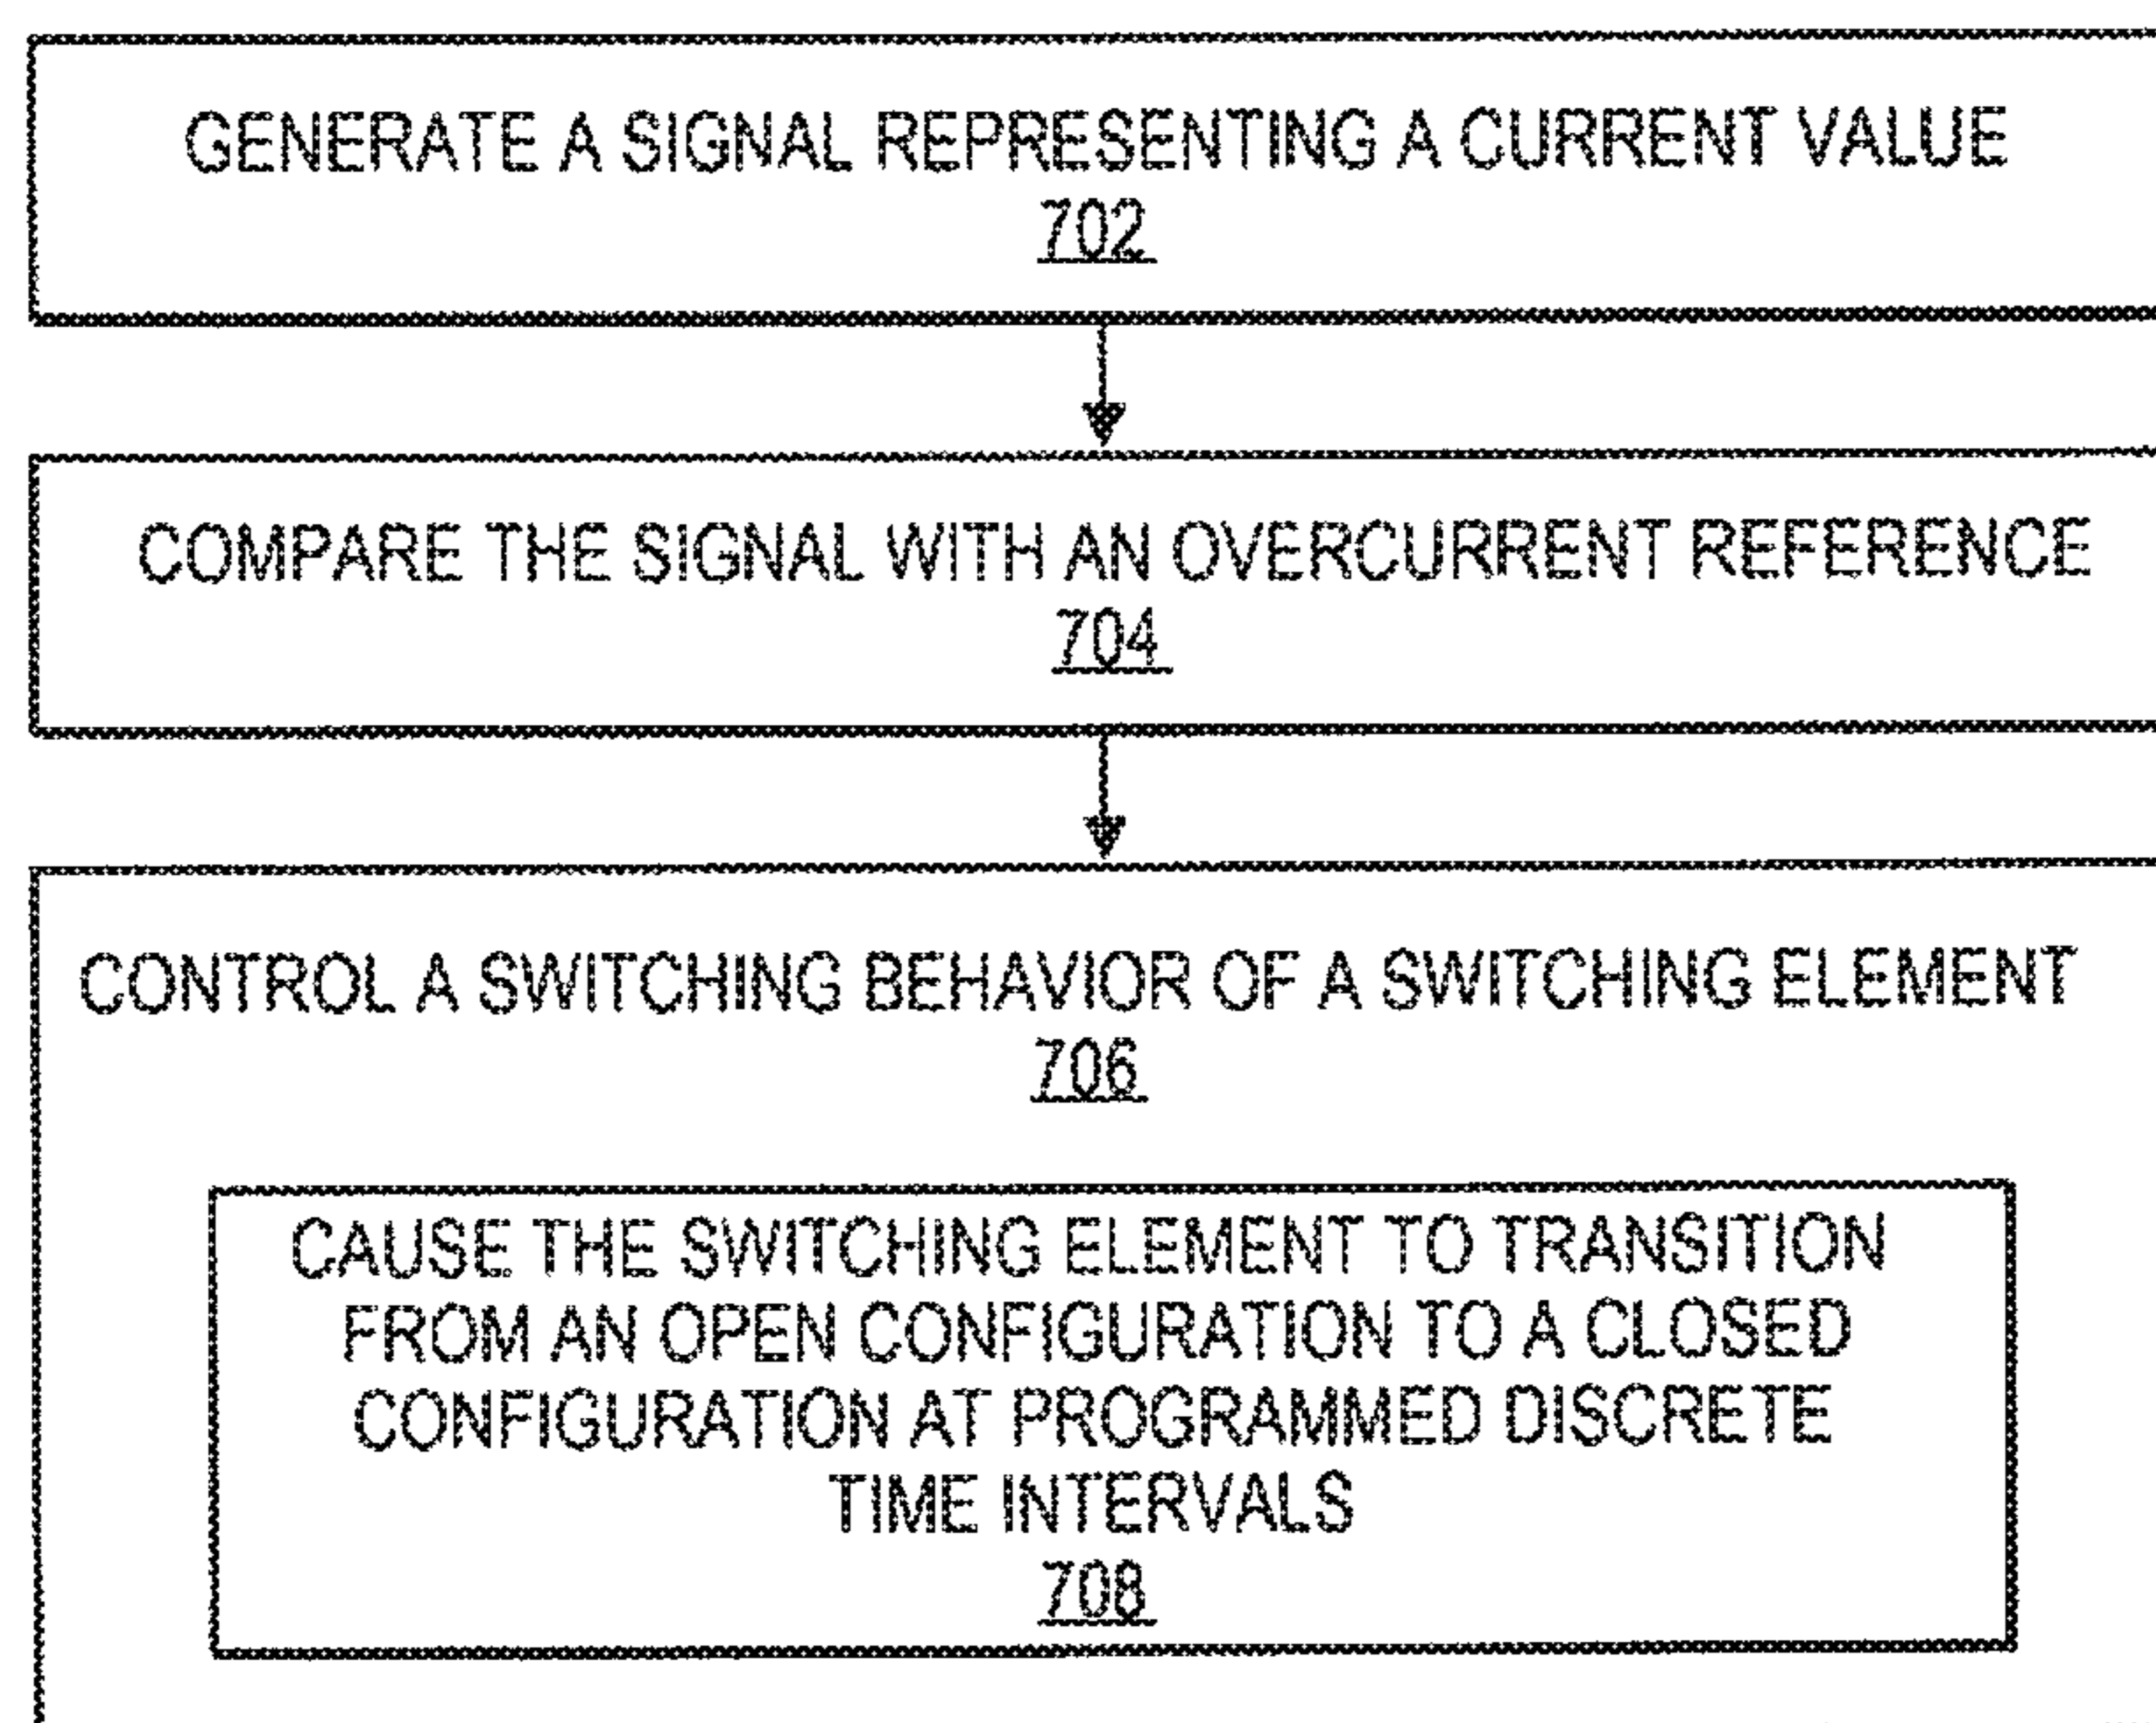 GENERATE A SIGNAL REPRESENTING A CURRENT VALUE
702
COMPARE THE SIGNAL WITH AN OVERCURRENT REFERENCE
704
CONTROL A SWITCHING BEHAVIOR OF A SWITCHING ELEMENT
706
CAUSE THE SWITCHING ELEMENT TO TRANSITION
FROM AN OPEN CONFIGURATION TO A CLOSED
CONFIGURATION AT PROGRAMMED DISCRETE
TIME INTERVALS
708